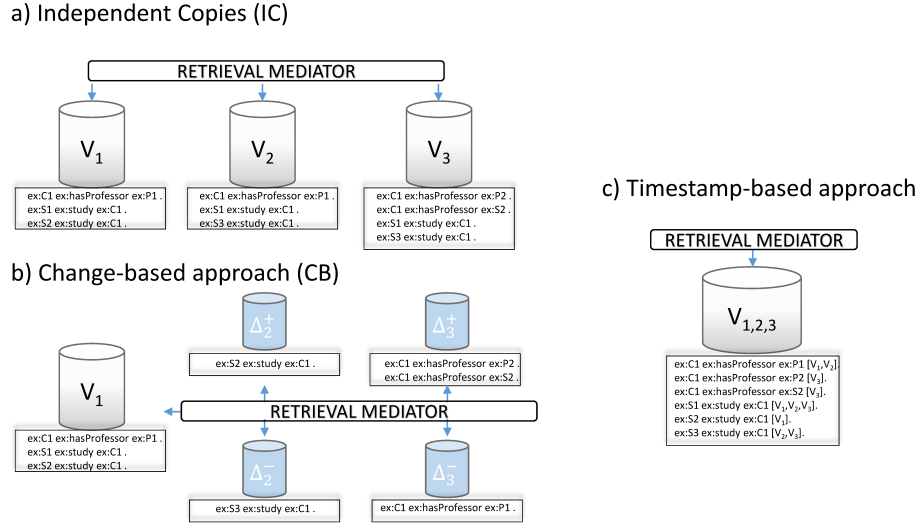 a) Independent Copies (IC)
RETRIEVAL MEDIATOR
V1
V2
V3
ex:C1 ex:hasProfessor ex:P1 .
ex:S1 ex:study ex:C1 .
ex:S2 ex:study ex:C1 .
ex:C1 ex:hasProfessor ex:P1 .
ex:S1 ex:study ex:C1 .
ex:S3 ex:study ex:C1 .
ex:C1 ex:hasProfessor ex:P2 .
ex:C1 ex:hasProfessor ex:S2 .
ex:S1 ex:study ex:C1 .
ex:S3 ex:study ex:C1 .
b) Change-based approach (CB)
Δ2+
Δ3+
ex:S2 ex:study ex:C1 .
ex:C1 ex:hasProfessor ex:P2 .
ex:C1 ex:hasProfessor ex:S2 .
V1
RETRIEVAL MEDIATOR
ex:C1 ex:hasProfessor ex:P1 .
ex:S1 ex:study ex:C1 .
ex:S2 ex:study ex:C1 .
Δ2−
Δ3−
ex:S3 ex:study ex:C1 .
ex:C1 ex:hasProfessor ex:P1 .
c) Timestamp-based approach
RETRIEVAL MEDIATOR
V1,2,3
ex:C1 ex:hasProfessor ex:P1 [V1,V2].
ex:C1 ex:hasProfessor ex:P2 [V3].
ex:C1 ex:hasProfessor ex:S2 [V3].
ex:S1 ex:study ex:C1 [V1,V2,V3].
ex:S2 ex:study ex:C1 [V1].
ex:S3 ex:study ex:C1 [V2,V3].